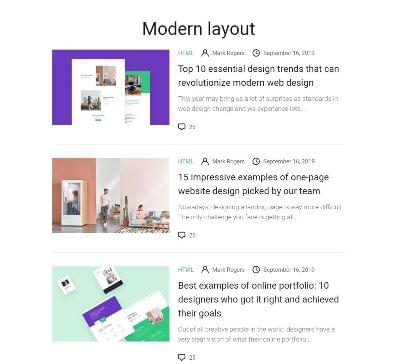 Modern layout
HTML Mark Rogers September 16, 2019
Top 10 essential design trends that can
revolutionize modern web design
This year may bring us a lot of surprises as standards in
web design change and we experience lots...
25
HTML Mark Rogers September 16, 2019
15 impressive examples of one-page
website design picked by our team
Nowadays, designing a landing page is way more difficult.
The only challenge you face is getting all...
25
HTML Mark Rogers September 16, 2019
Best examples of online portfolio: 10
designers who got it right and achieved
their goals
Out of all creative people in the world, designers have a
very clear vision of what their online portfolio...
25